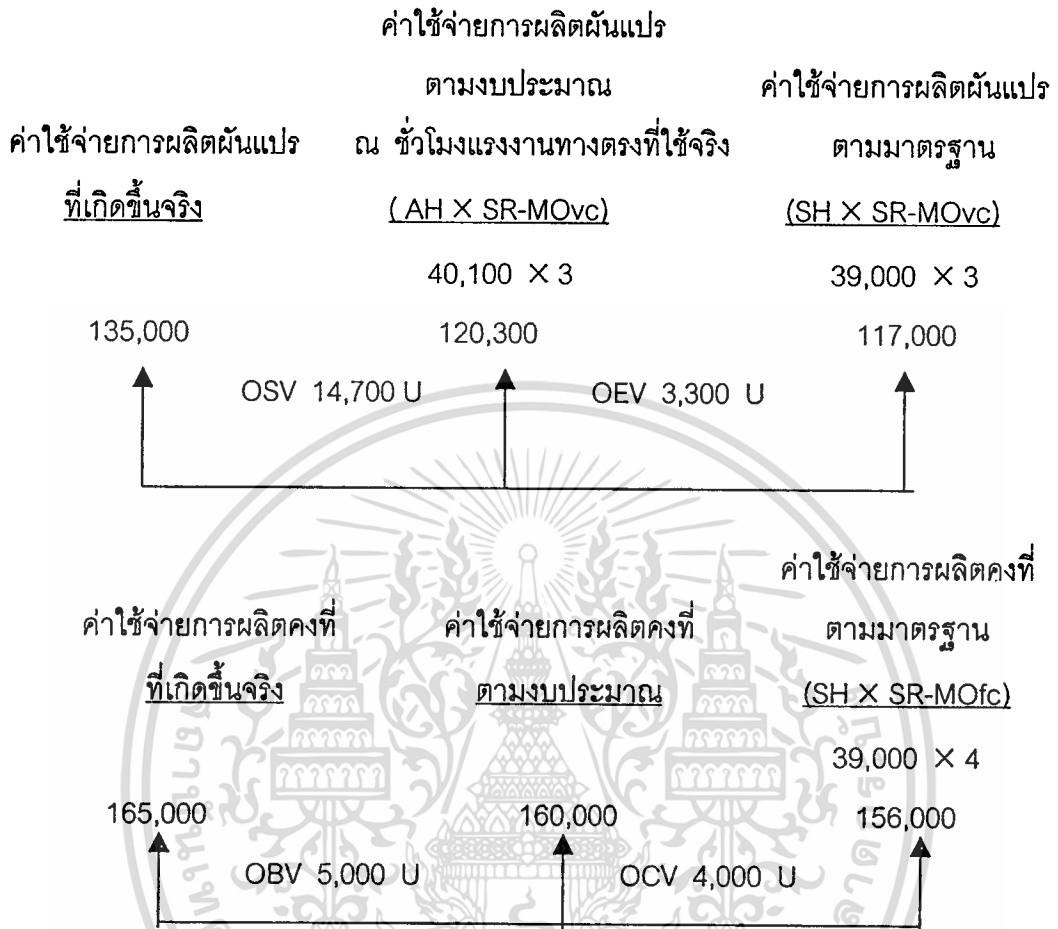 ค่าใช้จ่ายการผลิตผันแปร
ตามงบประมาณ ค่าใช้จ่ายการผลิตผันแปร
ค่าใช้จ่ายการผลิตผันแปร ณ ชั่วโมงแรงงานทางตรงที่ใช้จริง ตามมาตรฐาน
ที่เกิดขึ้นจริง ( AH X SR-MOvc) (SH X SR-MOvc)
40,100 X 3 39,000 X 3
135,000 120,300 117,000
OSV 14,700 U OEV 3,300 U
ค่าใช้จ่ายการผลิตคงที่
ค่าใช้จ่ายการผลิตคงที่ ค่าใช้จ่ายการผลิตคงที่ ตามมาตรฐาน
ที่เกิดขึ้นจริง ตามงบประมาณ (SH X SR-MOfc)
39,000 X 4
165,000 160,000 156,000
OBV 5,000 U OCV 4,000 U